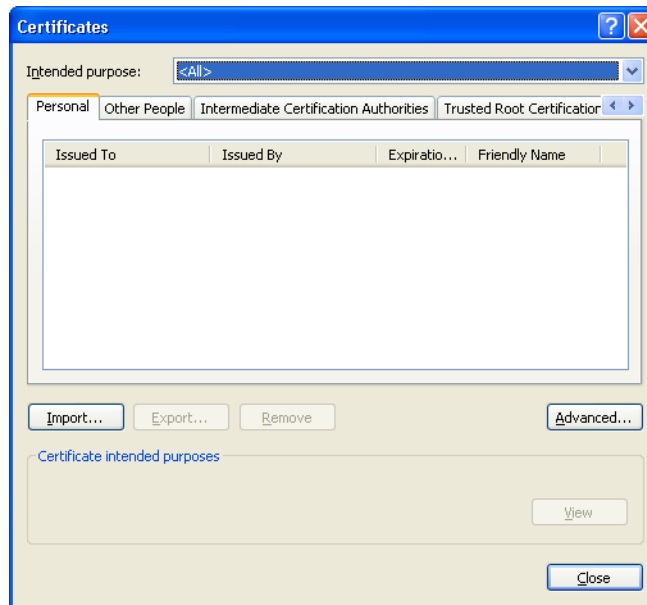 Certificates
Intended purpose: <All>
Personal Other People Intermediate Certification Authorities Trusted Root Certification
Issued To Issued By Expiratio... Friendly Name
Import... Export... Remove Advanced...
Certificate intended purposes
View
Close